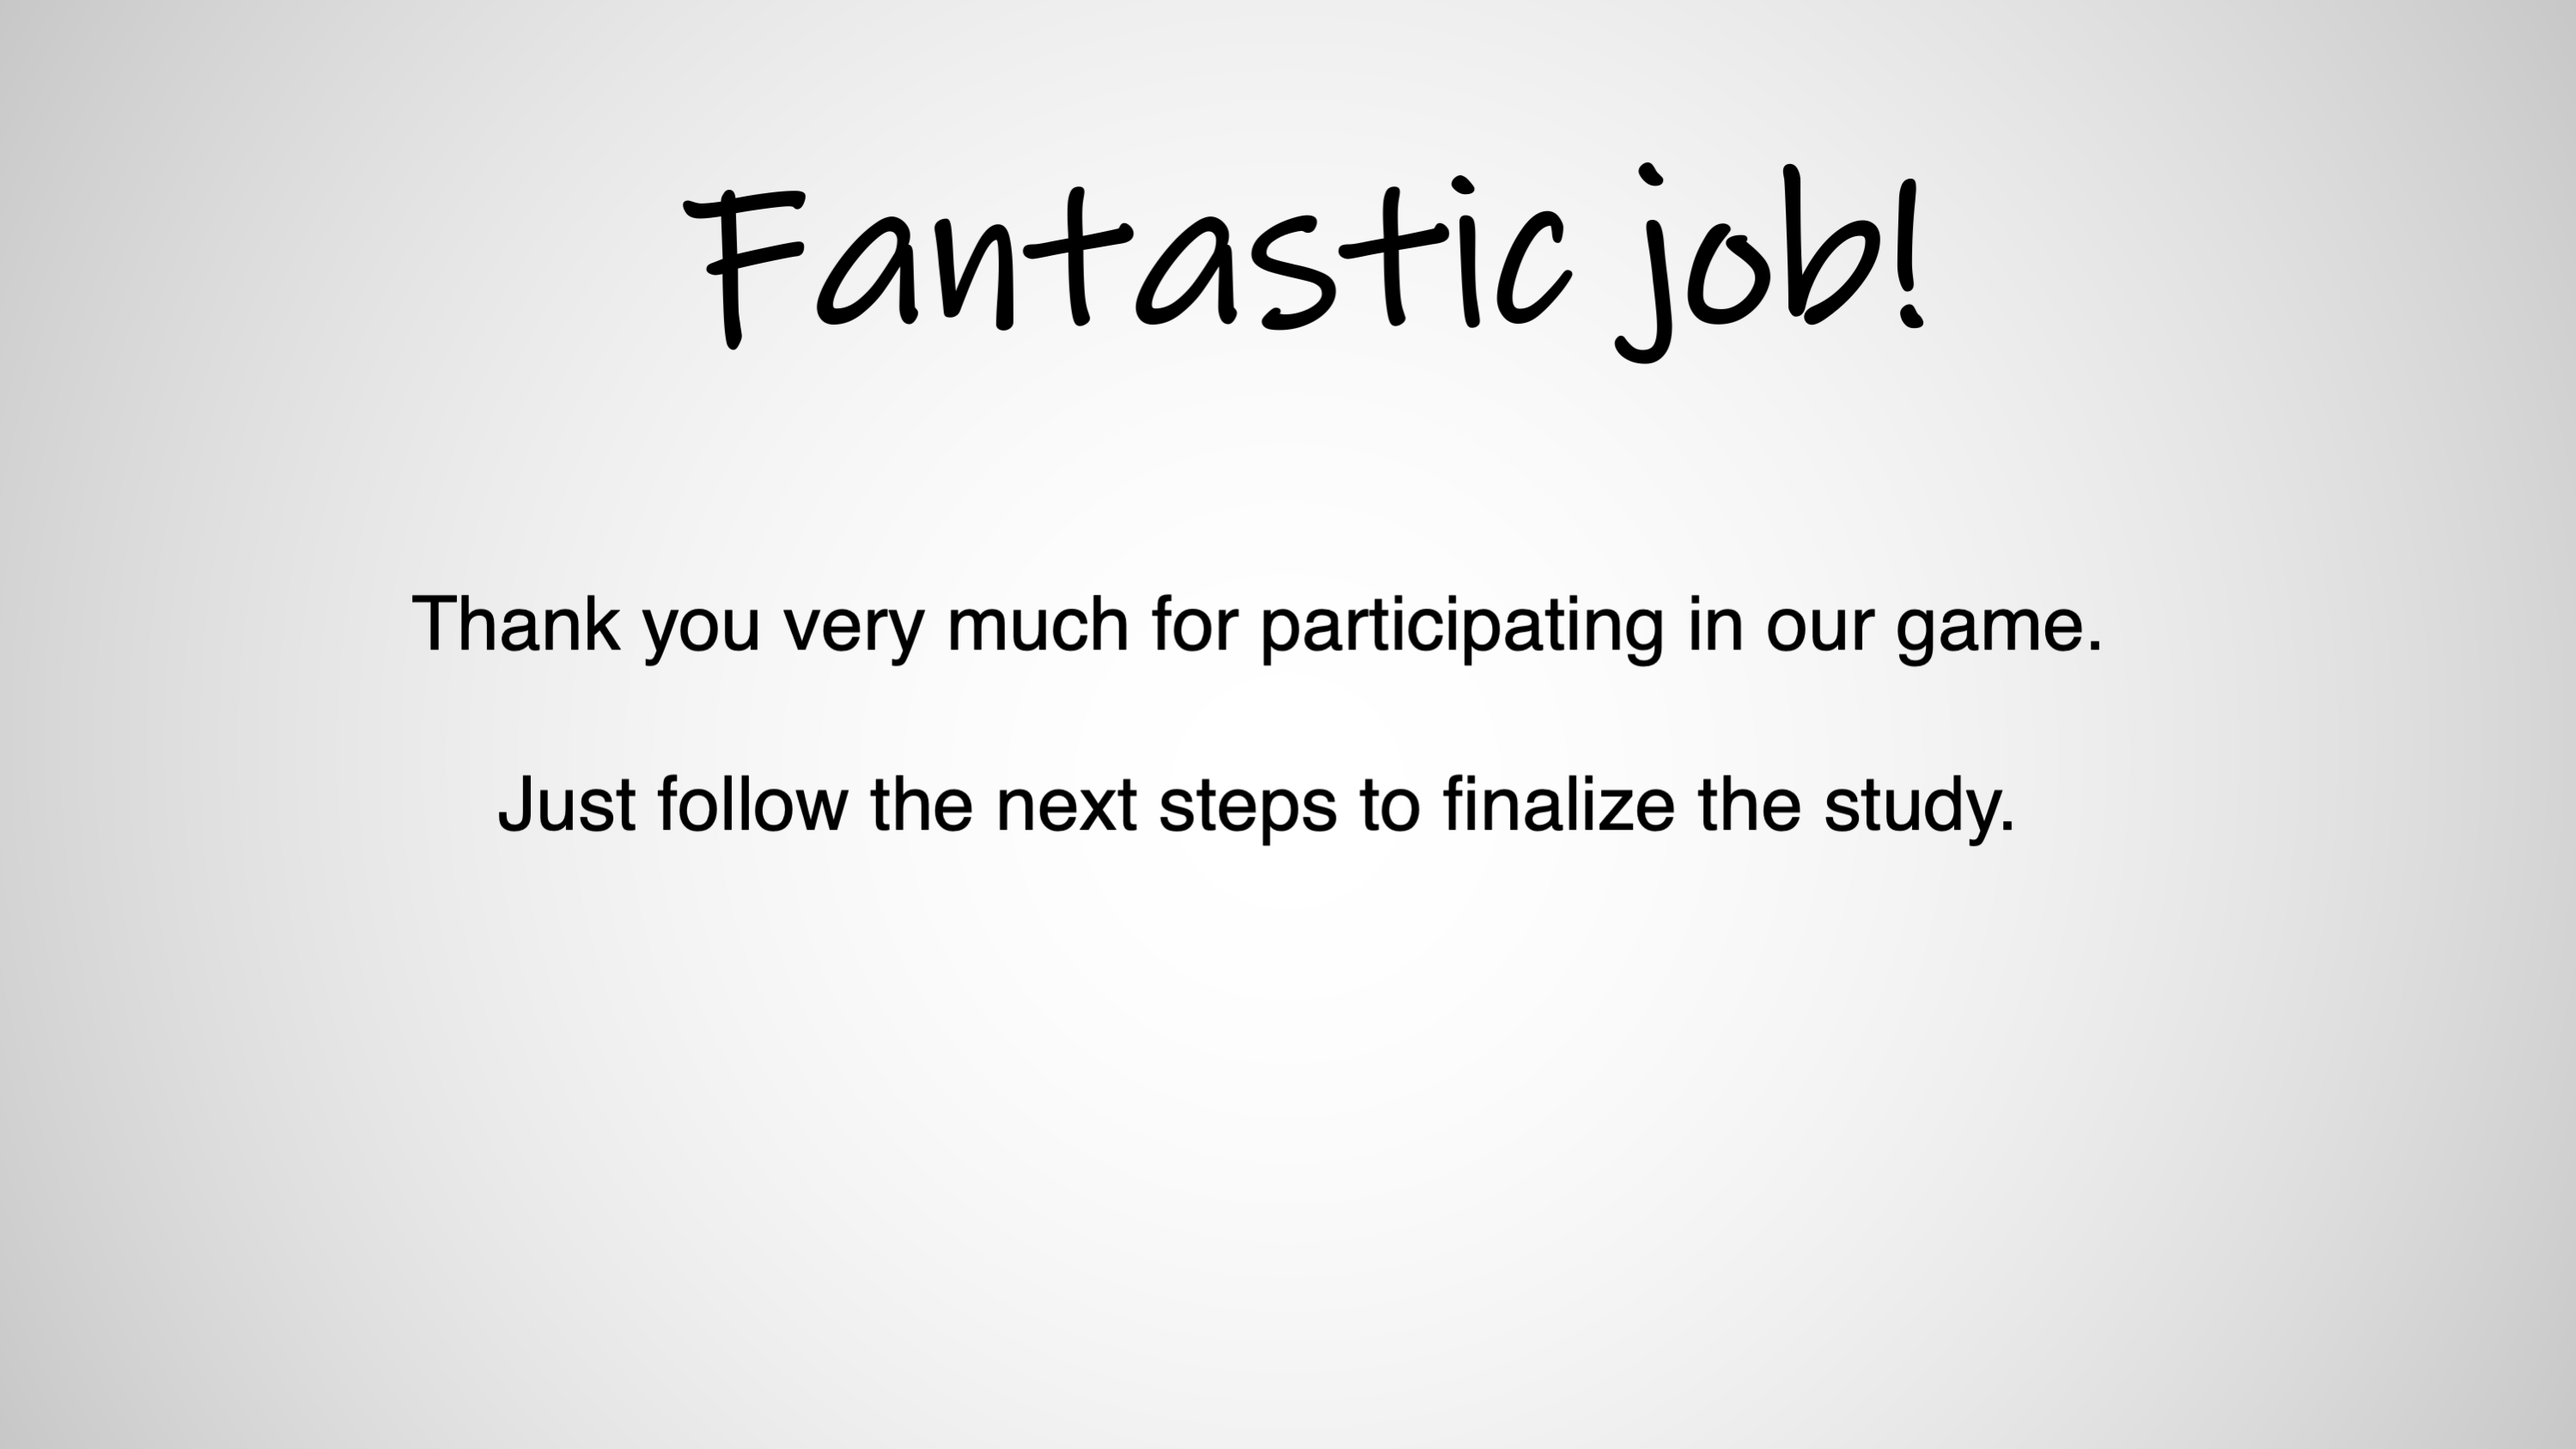 Fantastic job!
Thank you very much for participating in our game.
Just follow the next steps to finalize the study.